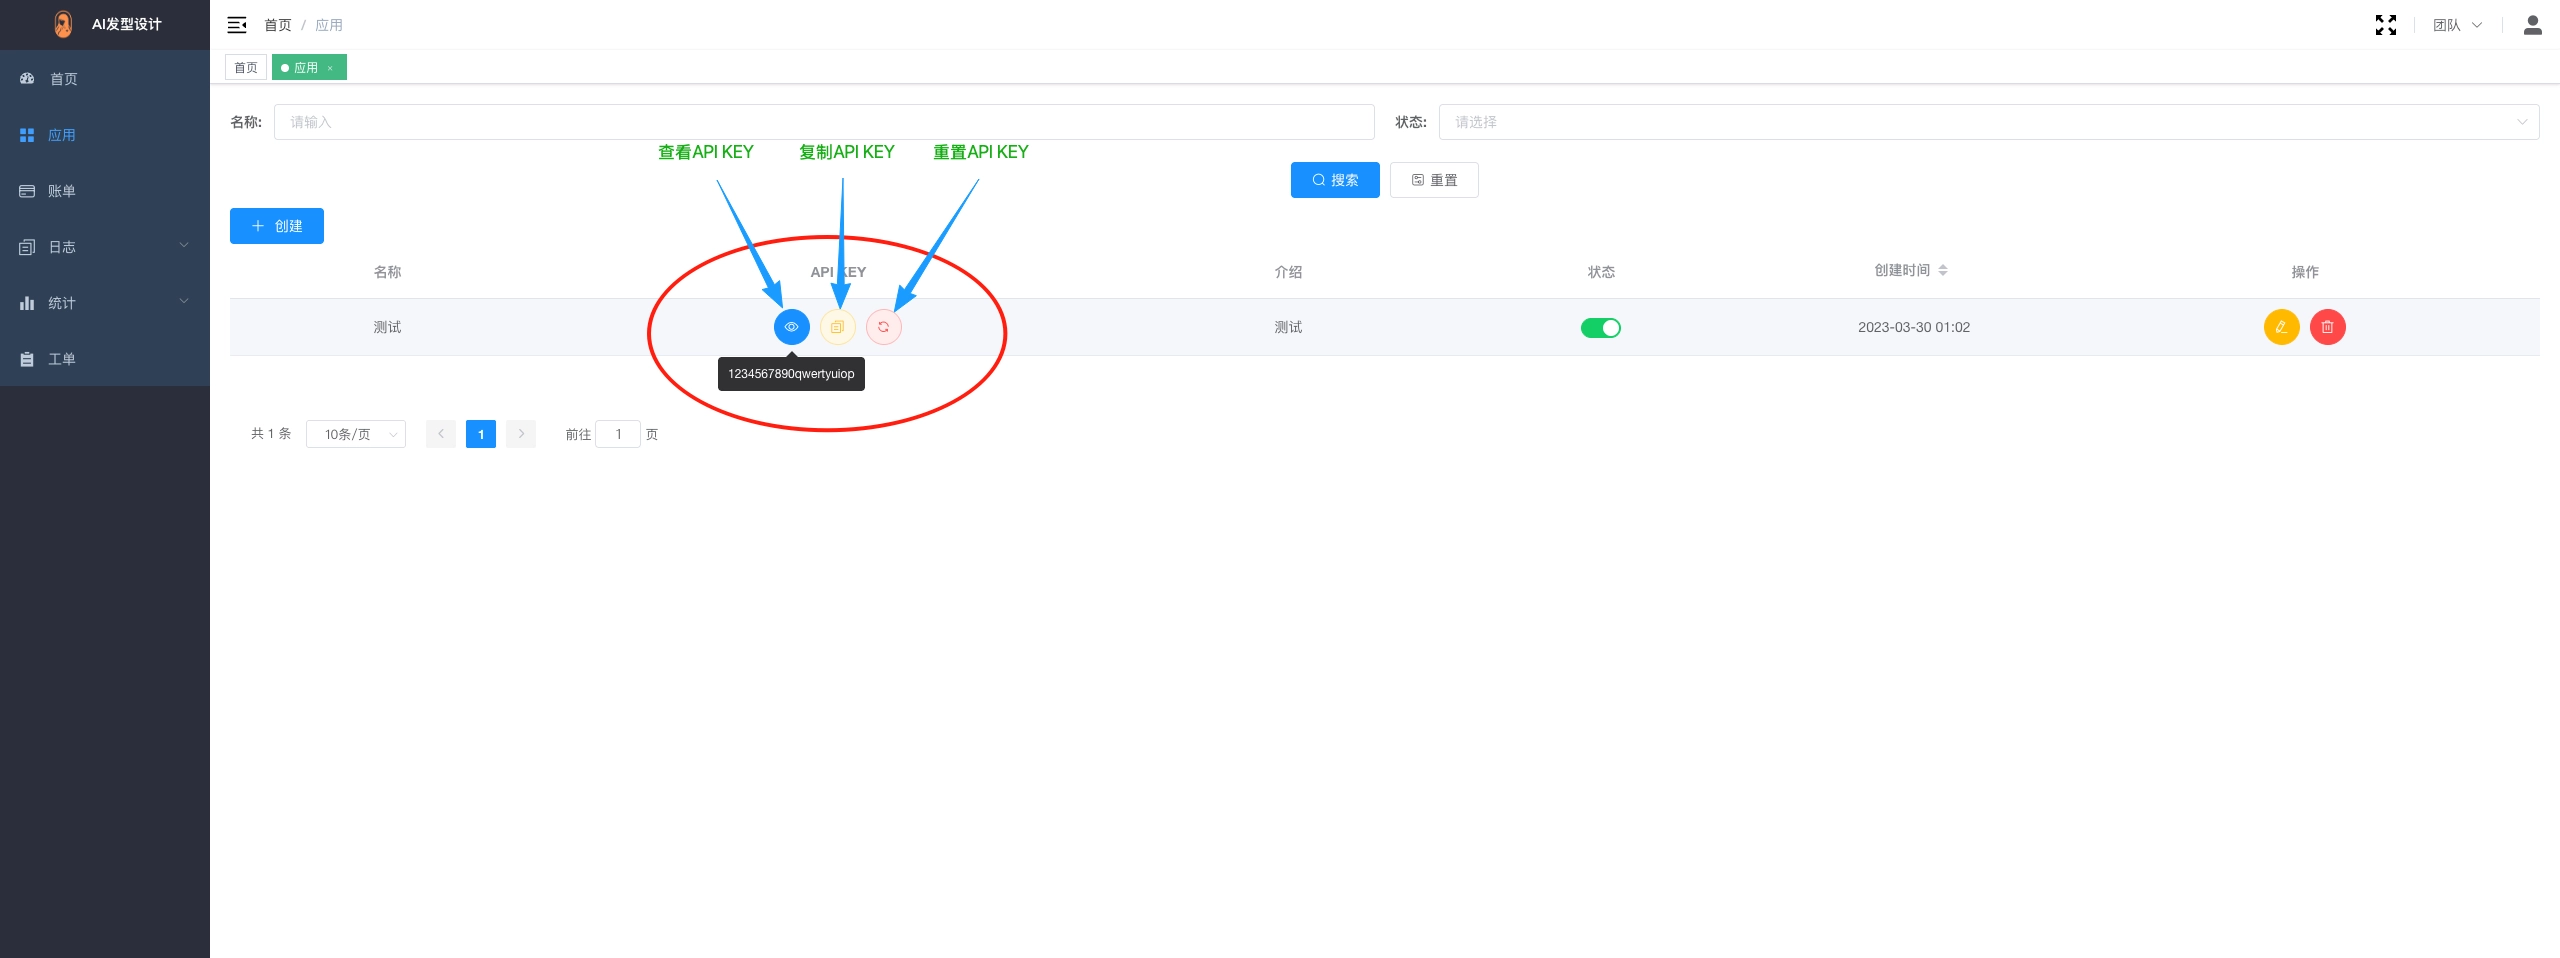 AI发型设计
首页 / 应用
团队
首页
应用 ×
首页
应用
账单
日志
统计
工单
名称: 请输入
状态: 请选择
查看API KEY 复制API KEY 重置API KEY
搜索 重置
创建
名称 API KEY 介绍 状态 创建时间 操作
测试 测试 2023-03-30 01:02
1234567890qwertyuiop
共 1 条 10条/页 1 前往 1 页